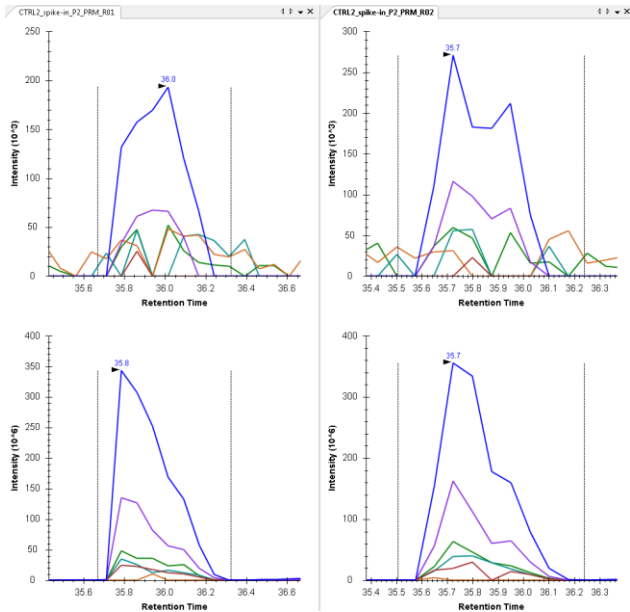 CTRL2_spike-in_P2_PRM_R01
CTRL2_spike-in_P2_PRM_R02
250
200
150
100
50
0
Intensity (10^3)
36.0
35.6 35.8 36.0 36.2 36.4 36.6
Retention Time
300
250
200
150
100
50
0
Intensity (10^3)
35.7
35.4 35.5 35.6 35.7 35.8 35.9 36.0 36.1 36.2 36.3
Retention Time
400
350
300
250
200
150
100
50
0
Intensity (10^6)
35.8
35.6 35.8 36.0 36.2 36.4 36.6
Retention Time
400
300
200
100
0
Intensity (10^6)
35.7
35.4 35.5 35.6 35.7 35.8 35.9 36.0 36.1 36.2 36.3
Retention Time